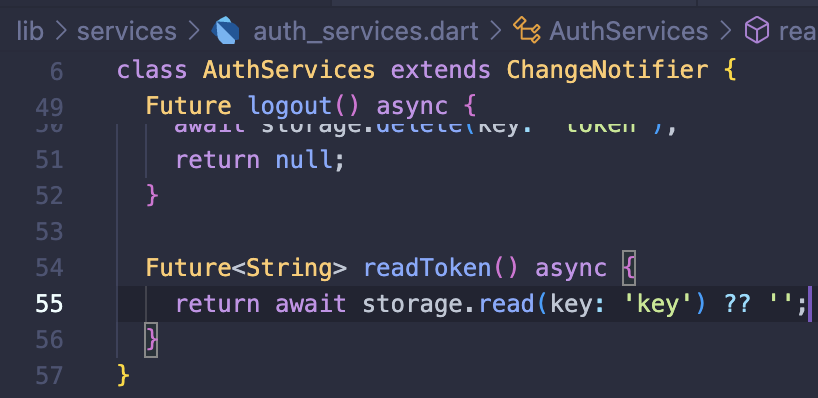 lib > services > auth_services.dart > AuthServices > rea
6 class AuthServices extends ChangeNotifier {
49 Future logout() async {
50 await storage.delete(key: 'token');
51 return null;
52 }
53
54 Future<String> readToken() async {
55 return await storage.read(key: 'key') ?? '';
56 }
57 }